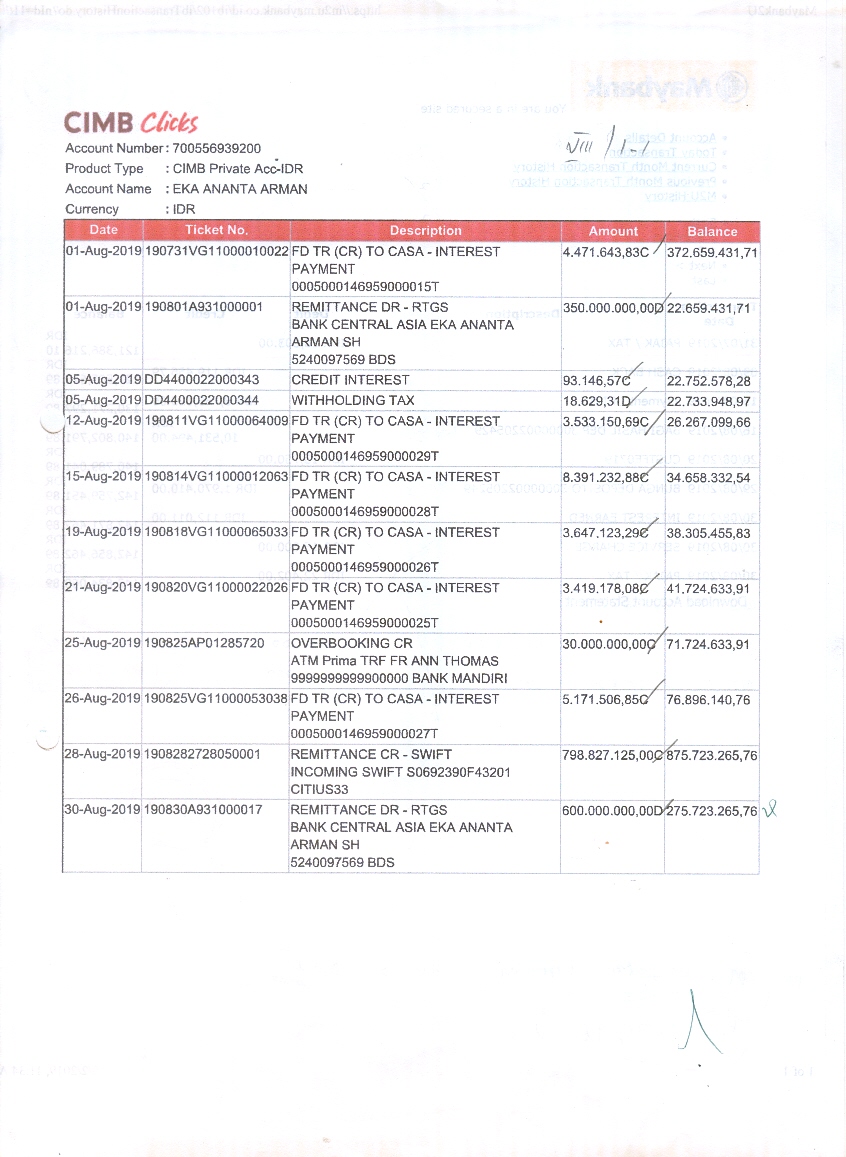 CIMB Clicks
Account Number : 700556939200
Product Type : CIMB Private Acc-IDR
Account Name : EKA ANANTA ARMAN
Currency : IDR
VIII / 1-1
Date Ticket No. Description Amount Balance
01-Aug-2019 190731VG11000010022 FD TR (CR) TO CASA - INTEREST 4.471.643,83C 372.659.431,71
PAYMENT
000500014695900001​5T
01-Aug-2019 190801A931000001 REMITTANCE DR - RTGS 350.000.000,00D 22.659.431,71
BANK CENTRAL ASIA EKA ANANTA
ARMAN SH
5240097569 BDS
05-Aug-2019 DD4400022000343 CREDIT INTEREST 93.146,57C 22.752.578,28
05-Aug-2019 DD4400022000344 WITHHOLDING TAX 18.629,31D 22.733.948,97
12-Aug-2019 190811VG11000064009 FD TR (CR) TO CASA - INTEREST 3.533.150,69C 26.267.099,66
PAYMENT
0005000146959000029T
15-Aug-2019 190814VG11000012063 FD TR (CR) TO CASA - INTEREST 8.391.232,88C 34.658.332,54
PAYMENT
0005000146959000028T
19-Aug-2019 190818VG11000065033 FD TR (CR) TO CASA - INTEREST 3.647.123,29C 38.305.455,83
PAYMENT
0005000146959000026T
21-Aug-2019 190820VG11000022026 FD TR (CR) TO CASA - INTEREST 3.419.178,08C 41.724.633,91
PAYMENT
0005000146959000025T
25-Aug-2019 190825AP01285720 OVERBOOKING CR 30.000.000,00C 71.724.633,91
ATM Prima TRF FR ANN THOMAS
9999999999900000 BANK MANDIRI
26-Aug-2019 190825VG11000053038 FD TR (CR) TO CASA - INTEREST 5.171.506,85C 76.896.140,76
PAYMENT
0005000146959000027T
28-Aug-2019 1908282728050001 REMITTANCE CR - SWIFT 798.827.125,00C 875.723.265,76
INCOMING SWIFT S0692390F43201
CITIUS33
30-Aug-2019 190830A931000017 REMITTANCE DR - RTGS 600.000.000,00D 275.723.265,76
BANK CENTRAL ASIA EKA ANANTA
ARMAN SH
5240097569 BDS